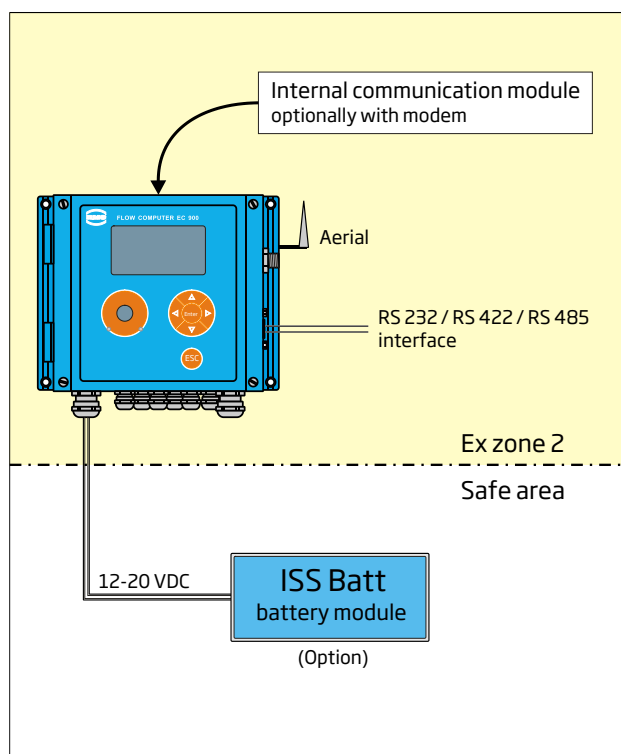 Internal communication module
optionally with modem
FLOW COMPUTER EC 900
Aerial
Enter
RS 232 / RS 422 / RS 485
interface
ESC
Ex zone 2
Safe area
12-20 VDC
ISS Batt
battery module
(Option)